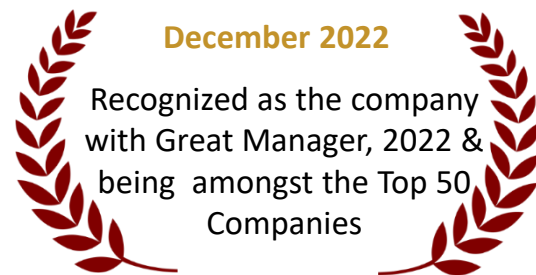 December 2022
Recognized as the company
with Great Manager, 2022 &
being  amongst the Top 50
Companies